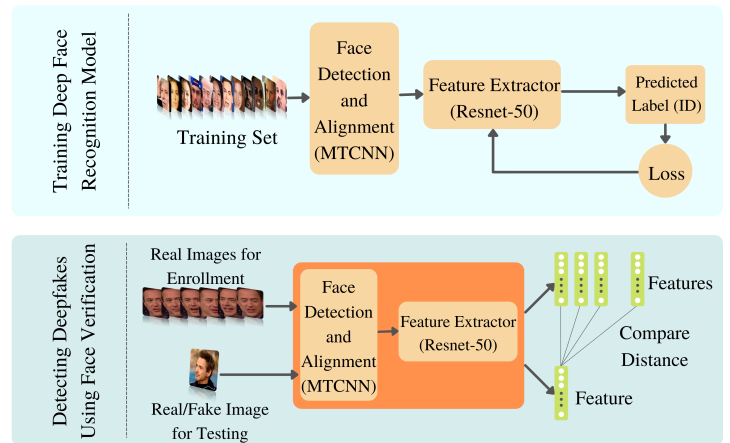 Training Deep Face
Recognition Model
Training Set
Face
Detection
and
Alignment
(MTCNN)
Feature Extractor
(Resnet-50)
Predicted
Label (ID)
Loss
Detecting Deepfakes
Using Face Verification
Real Images for
Enrollment
Real/Fake Image
for Testing
Face
Detection
and
Alignment
(MTCNN)
Feature Extractor
(Resnet-50)
Features
Compare
Distance
Feature